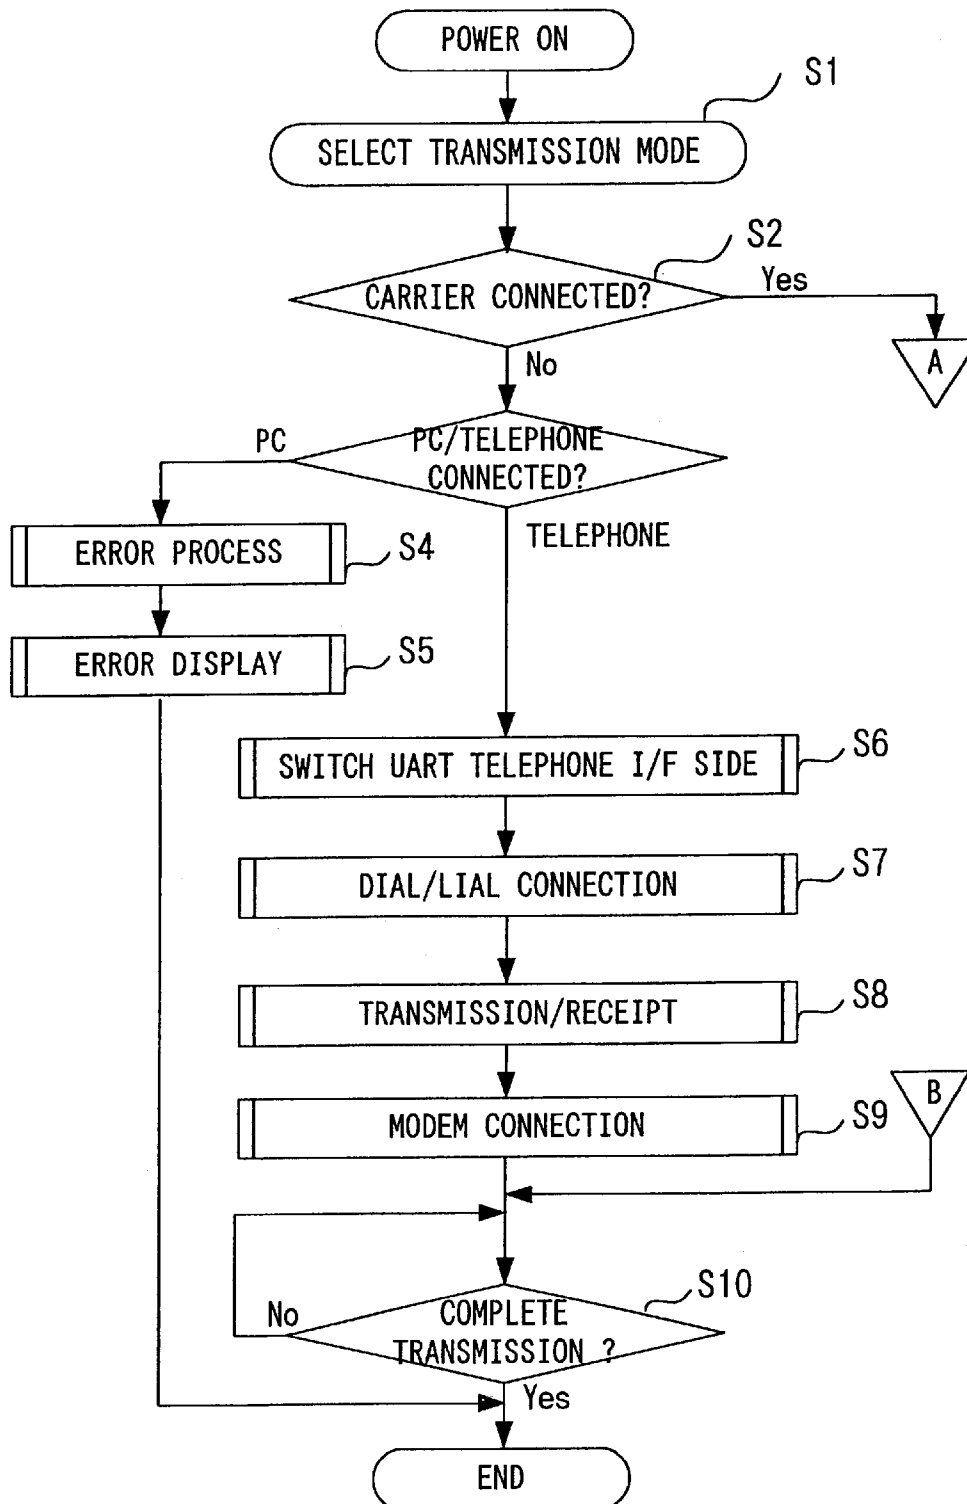 POWER ON
S1
SELECT TRANSMISSION MODE
S2
CARRIER CONNECTED?
Yes
A
No
PC
PC/TELEPHONE
CONNECTED?
TELEPHONE
ERROR PROCESS
S4
ERROR DISPLAY
S5
SWITCH UART TELEPHONE I/F SIDE
S6
DIAL/LIAL CONNECTION
S7
TRANSMISSION/RECEIPT
S8
B
MODEM CONNECTION
S9
S10
No
COMPLETE
TRANSMISSION ?
Yes
END